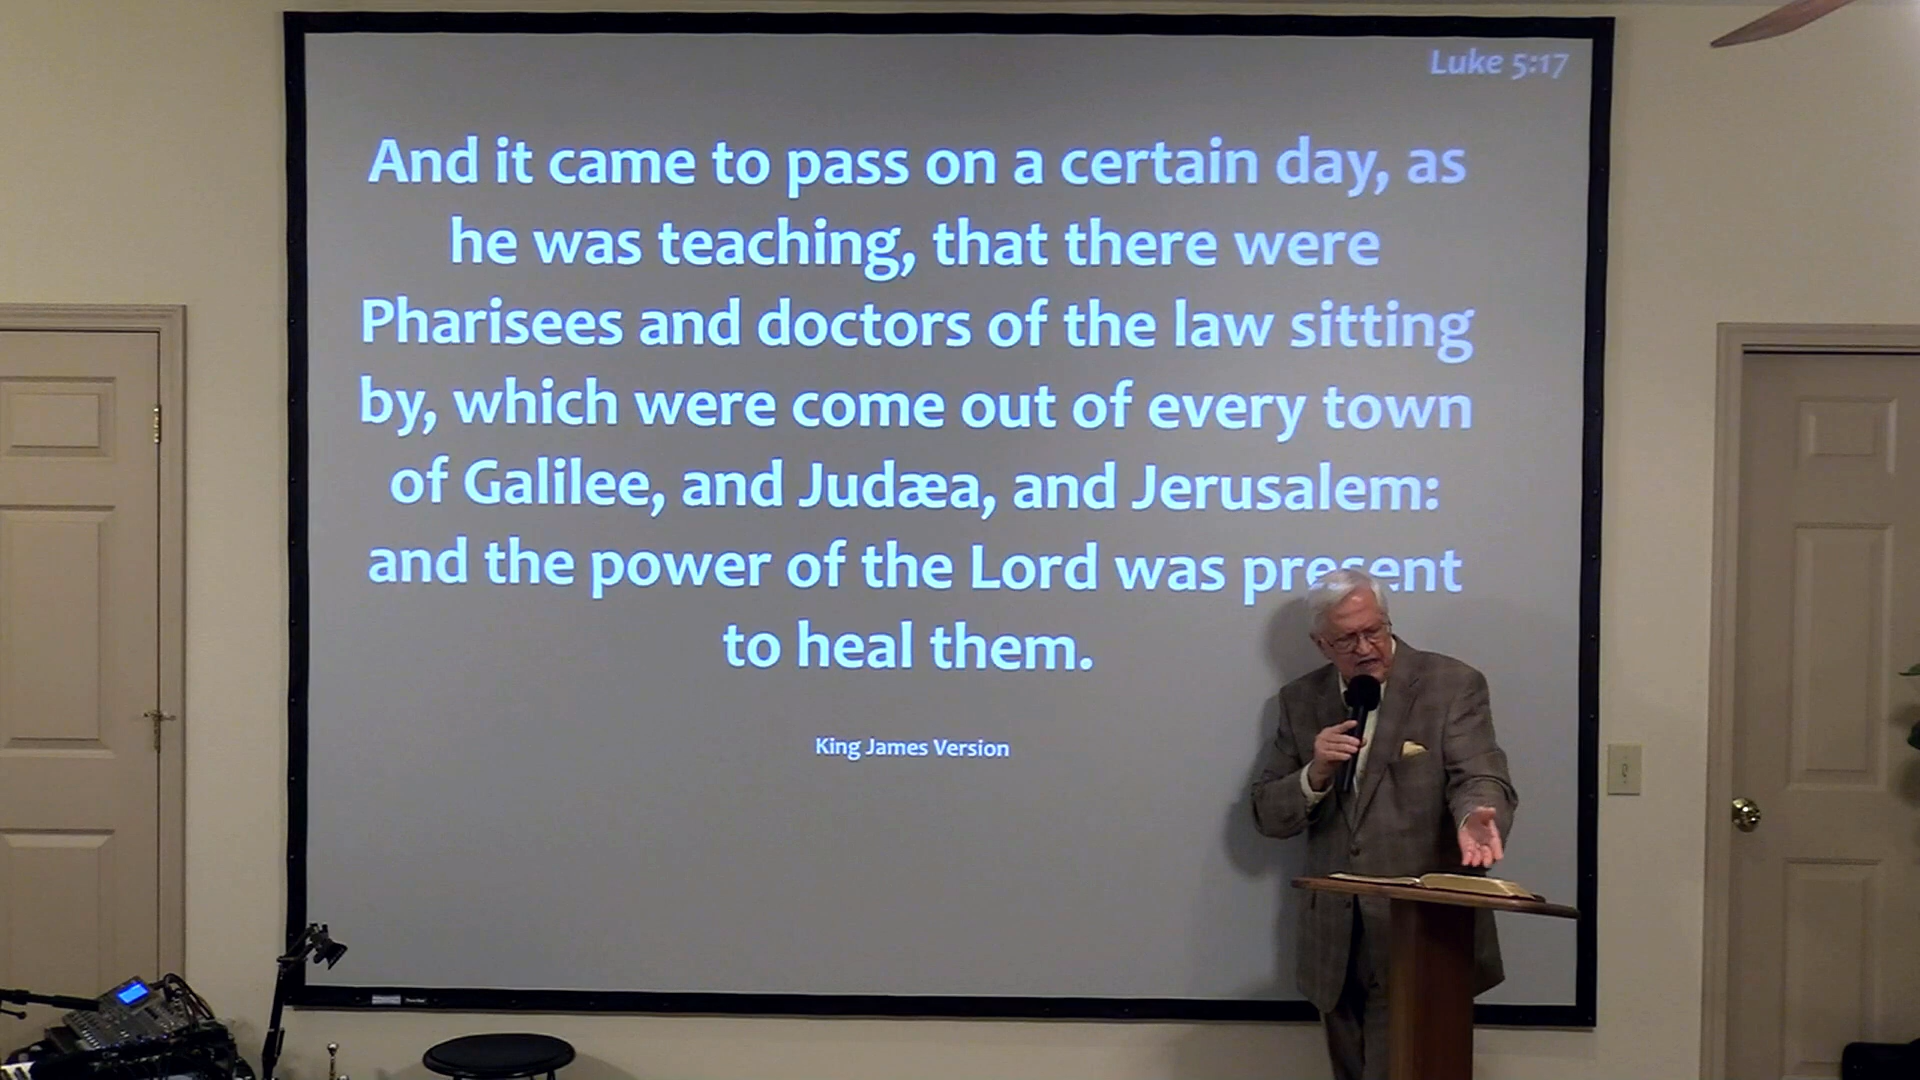 Luke 5:17
And it came to pass on a certain day, as
he was teaching, that there were
Pharisees and doctors of the law sitting
by, which were come out of every town
of Galilee, and Judæa, and Jerusalem:
and the power of the Lord was present
to heal them.
King James Version